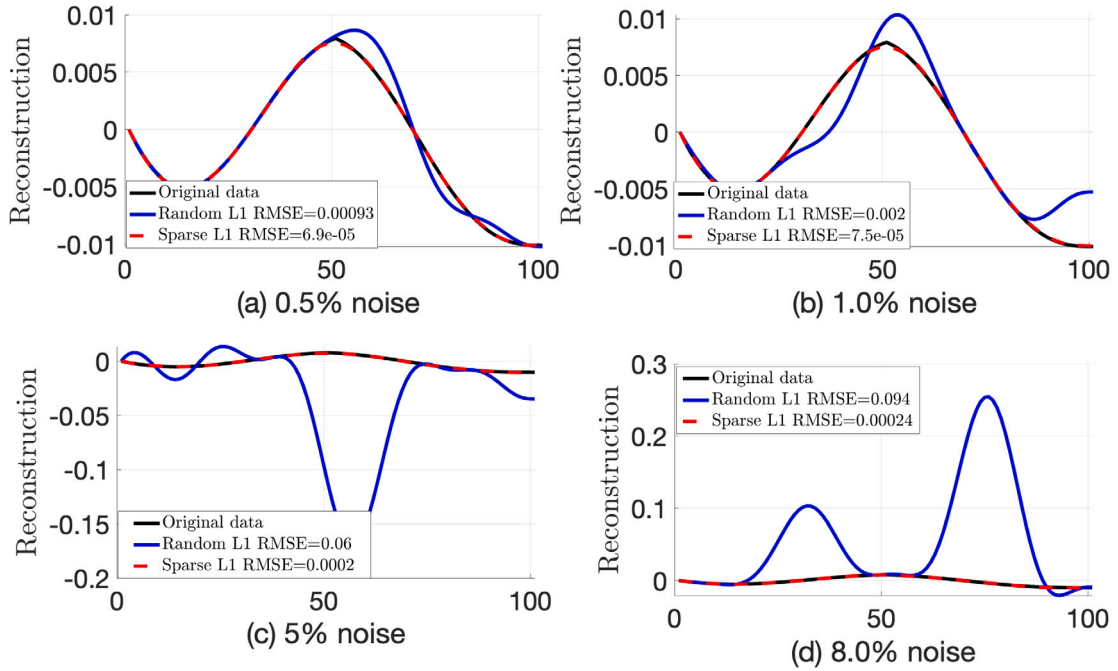 0.01
0.005
0
-0.005
-0.01
Reconstruction
Original data
Random L1 RMSE=0.00093
Sparse L1 RMSE=6.9e-05
0
50
100
(a) 0.5% noise
0.01
0.005
0
-0.005
-0.01
Reconstruction
Original data
Random L1 RMSE=0.002
Sparse L1 RMSE=7.5e-05
0
50
100
(b) 1.0% noise
0
-0.05
-0.1
-0.15
-0.2
Reconstruction
Original data
Random L1 RMSE=0.06
Sparse L1 RMSE=0.0002
0
50
100
(c) 5% noise
0.3
0.2
0.1
0
Reconstruction
Original data
Random L1 RMSE=0.094
Sparse L1 RMSE=0.00024
0
50
100
(d) 8.0% noise